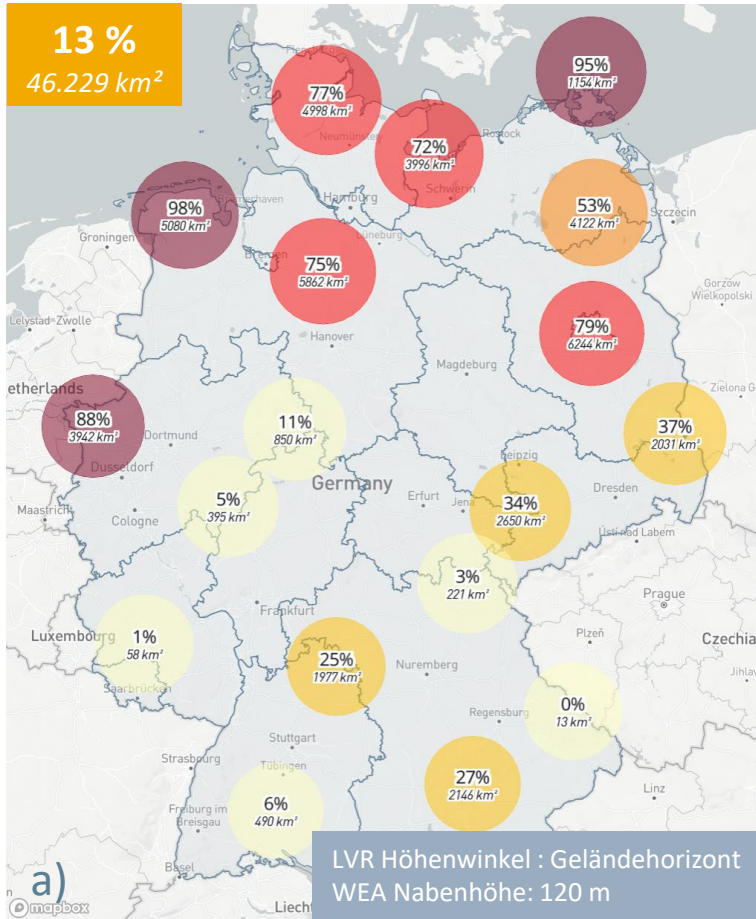 13 %
46.229 km²
Neumünster
77%
4998 km²
95%
1154 km²
72%
3996 km²
Rostock
Schwerin
Hamburg
Lüneburg
98%
5080 km²
Groningen
Bremen
53%
4122 km²
Szczecin
75%
5862 km²
Gorzów
Wielkopolski
Lelystad
Zwolle
Hanover
79%
6244 km²
Magdeburg
etherlands
Zielona G
88%
3942 km²
Dortmund
11%
850 km²
37%
2031 km²
Dusseldorf
Germany
Leipzig
Maastricht
Cologne
5%
395 km²
Erfurt
Jena
34%
2650 km²
Dresden
Ústí nad Labem
3%
221 km²
Prague
Frankfurt
Luxembourg
1%
58 km²
Plzeň
Czechia
Saarbrücken
25%
1977 km²
Nuremberg
Jihlav
0%
13 km²
Regensburg
Stuttgart
Strasbourg
Tübingen
Linz
27%
2146 km²
6%
490 km²
Freiburg im
Breisgau
Basel
LVR Höhenwinkel : Geländehorizont
WEA Nabenhöhe: 120 m
a)
mapbox
Liecht